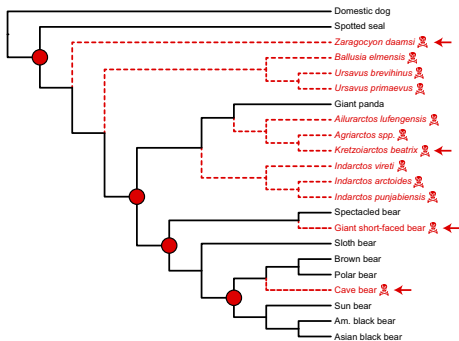 Domestic dog
Spotted seal
Zaragocyon daamsi
Ballusia elmensis
Ursavus brevihinus
Ursavus primaevus
Giant panda
Ailurarctos lufengensis
Agriarctos spp.
Kretzoiarctos beatrix
Indarctos vireti
Indarctos arctoides
Indarctos punjabiensis
Spectacled bear
Giant short-faced bear
Sloth bear
Brown bear
Polar bear
Cave bear
Sun bear
Am. black bear
Asian black bear